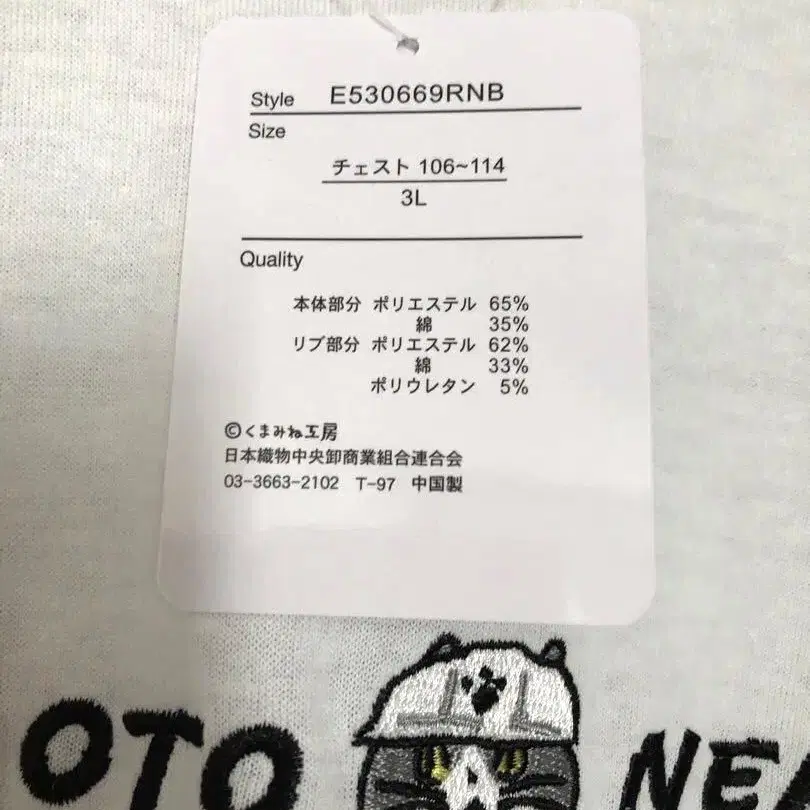 Style E530669RNB
Size
チェスト 106~114
3L
Quality
本体部分 ポリエステル 65%
綿 35%
リブ部分 ポリエステル 62%
綿 33%
ポリウレタン 5%
©くまみね工房
日本織物中央卸商業組合連合会
03-3663-2102 T-97 中国製
OTO